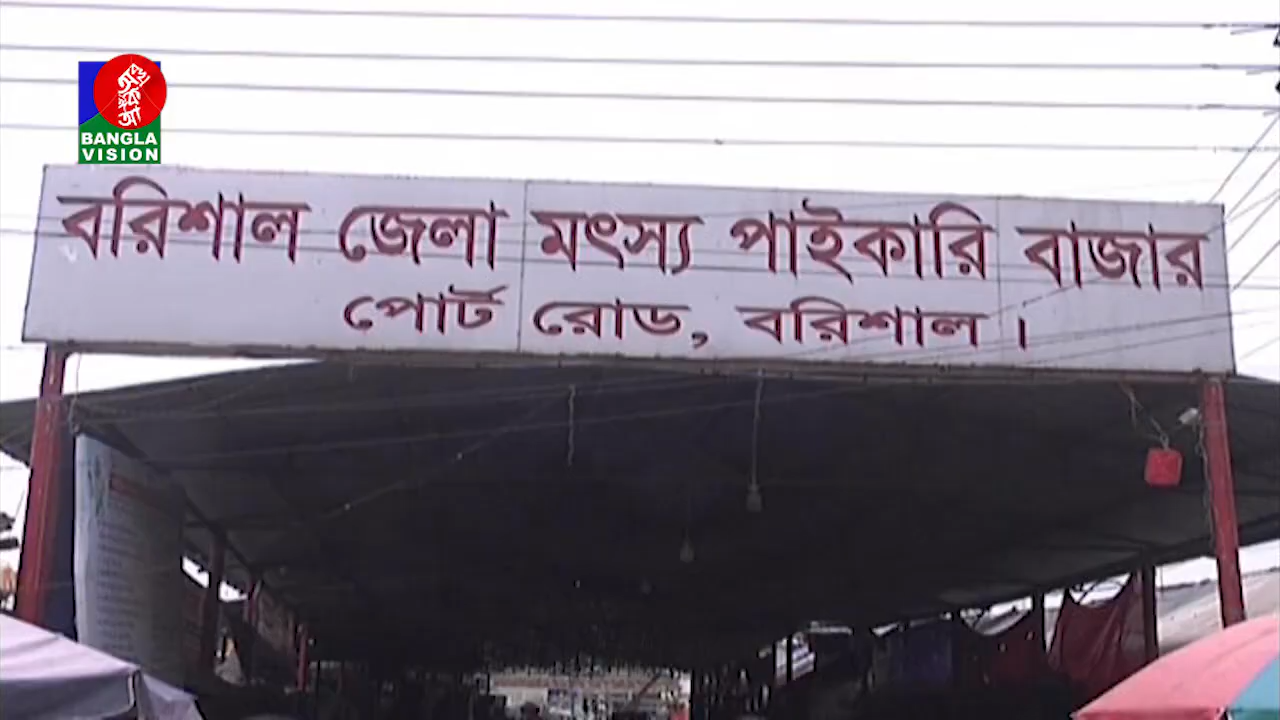 BANGLA
VISION
বরিশাল জেলা মৎস্য পাইকারি বাজার
পোর্ট রোড, বরিশাল।